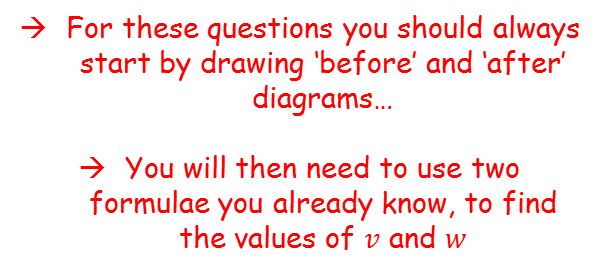 → For these questions you should always
start by drawing ‘before’ and ‘after’
diagrams…
→ You will then need to use two
formulae you already know, to find
the values of 𝑣 and 𝑤